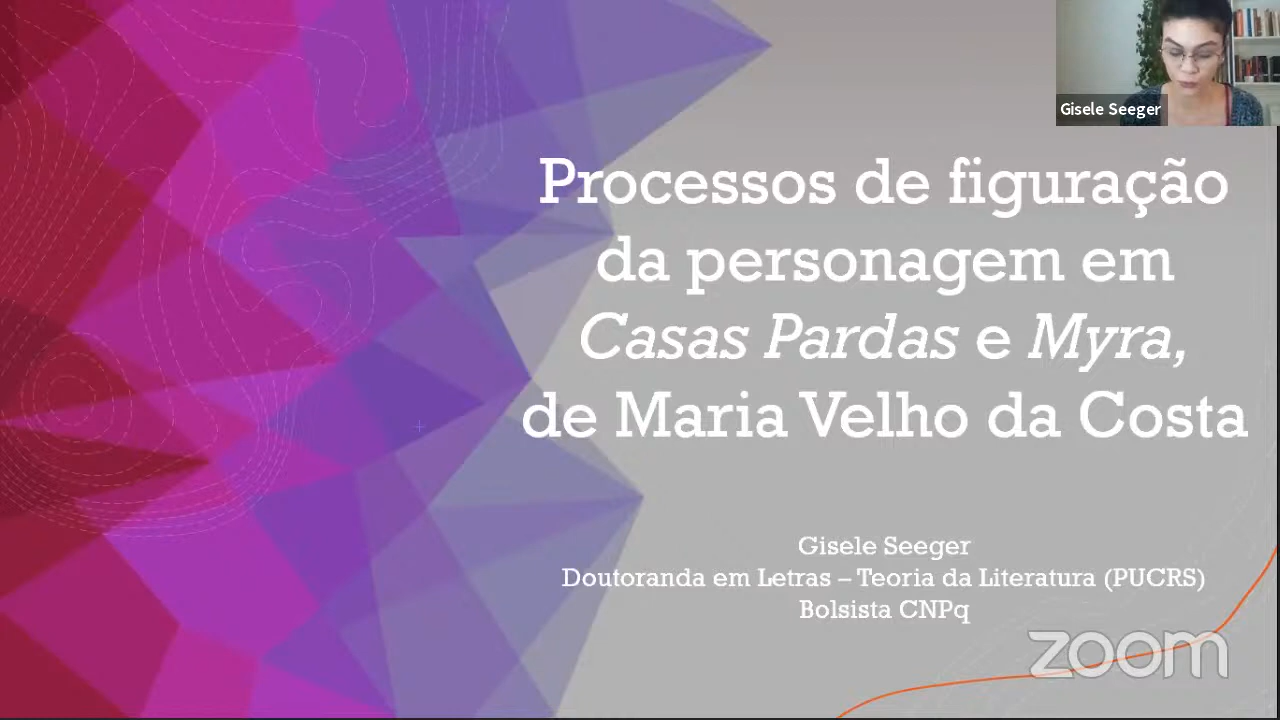 Gisele Seeger
Processos de figuração
da personagem em
Casas Pardas e Myra,
de Maria Velho da Costa
Gisele Seeger
Doutoranda em Letras – Teoria da Literatura (PUCRS)
Bolsista CNPq
zoom